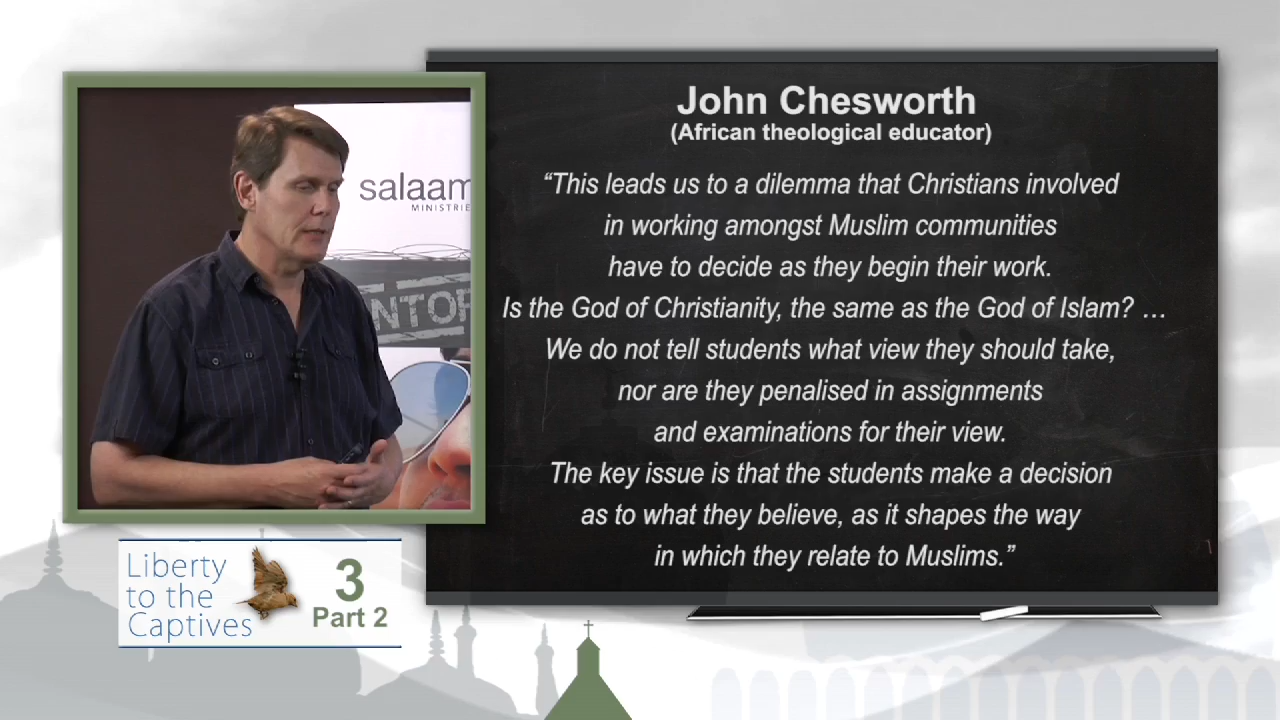 John Chesworth
(African theological educator)
“This leads us to a dilemma that Christians involved
in working amongst Muslim communities
have to decide as they begin their work.
Is the God of Christianity, the same as the God of Islam? …
We do not tell students what view they should take,
nor are they penalised in assignments
and examinations for their view.
The key issue is that the students make a decision
as to what they believe, as it shapes the way
in which they relate to Muslims.”
salaam
MINISTRIE
NTOR
Liberty
to the
Captives
3
Part 2